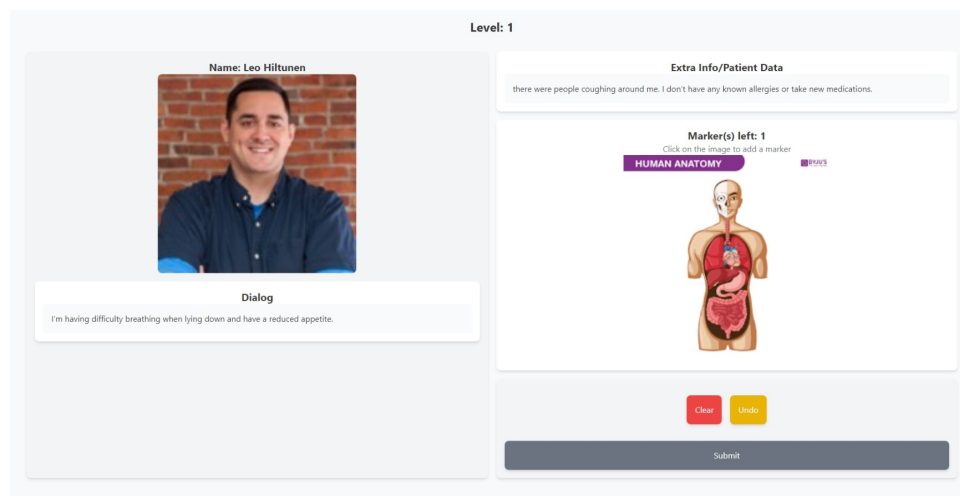 Level: 1
Name: Leo Hiltunen
Dialog
I'm having difficulty breathing when lying down and have a reduced appetite.
Extra Info/Patient Data
there were people coughing around me. I don't have any known allergies or take new medications.
Marker(s) left: 1
Click on the image to add a marker
HUMAN ANATOMY
BYJU'S
Clear
Undo
Submit